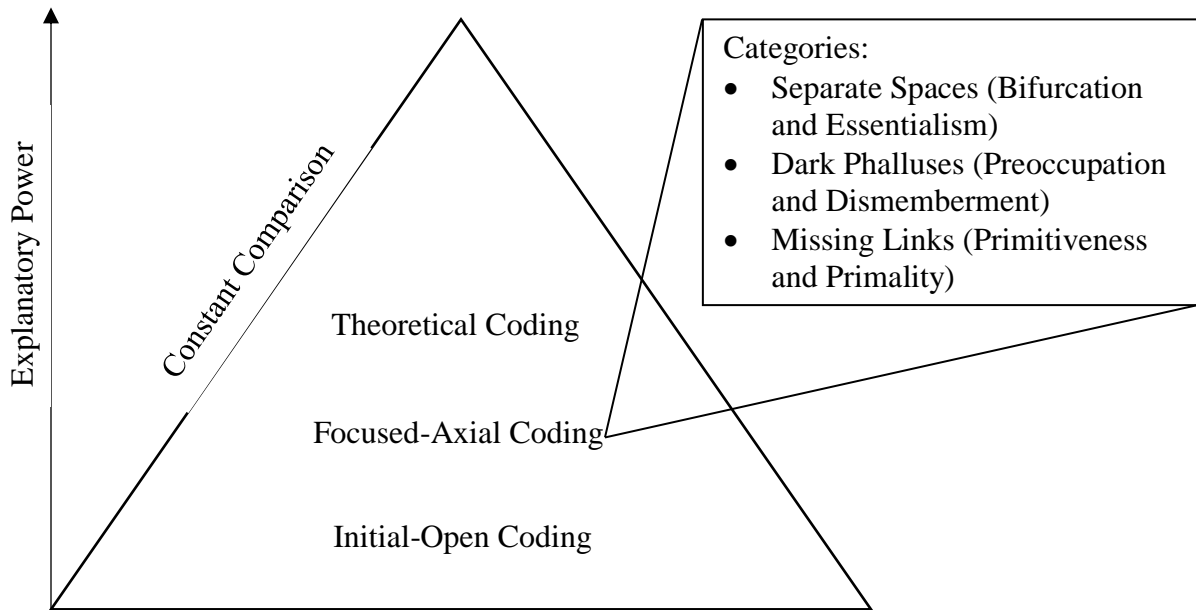 Explanatory Power
Constant Comparison
Theoretical Coding
Focused-Axial Coding
Initial-Open Coding
Categories:
• Separate Spaces (Bifurcation
and Essentialism)
• Dark Phalluses (Preoccupation
and Dismemberment)
• Missing Links (Primitiveness
and Primality)